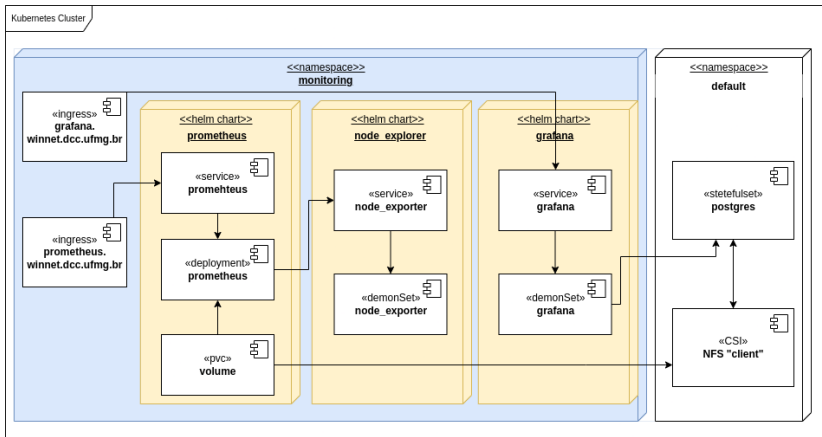 Kubernetes Cluster
<<namespace>>
monitoring
«ingress»
grafana.
winnet.dcc.ufmg.br
«ingress»
prometheus.
winnet.dcc.ufmg.br
<<helm chart>>
prometheus
«service»
promehteus
«deployment»
prometheus
«pvc»
volume
<<helm chart>>
node_explorer
«service»
node_exporter
«demonSet»
node_exporter
<<helm chart>>
grafana
«service»
grafana
«demonSet»
grafana
<<namespace>>
default
«stetefulset»
postgres
«CSI»
NFS "client"